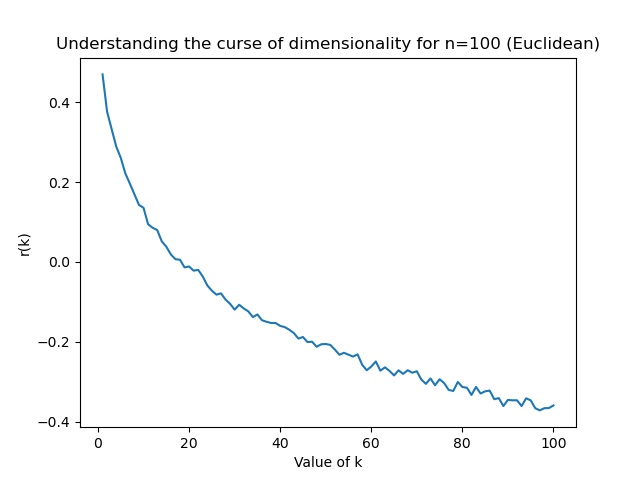 Understanding the curse of dimensionality for n=100 (Euclidean)
0.4
0.2
0.0
−0.2
−0.4
r(k)
0 20 40 60 80 100
Value of k